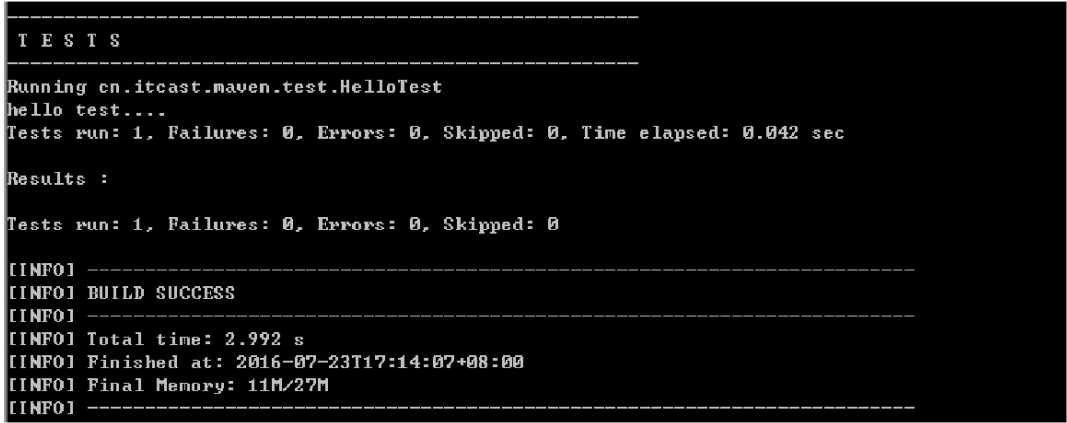 -------------------------------------------------------
T E S T S
-------------------------------------------------------
Running cn.itcast.maven.test.HelloTest
hello test....
Tests run: 1, Failures: 0, Errors: 0, Skipped: 0, Time elapsed: 0.042 sec
Results :
Tests run: 1, Failures: 0, Errors: 0, Skipped: 0
[INFO] ------------------------------------------------------------------------
[INFO] BUILD SUCCESS
[INFO] ------------------------------------------------------------------------
[INFO] Total time: 2.992 s
[INFO] Finished at: 2016-07-23T17:14:07+08:00
[INFO] Final Memory: 11M/27M
[INFO] ------------------------------------------------------------------------